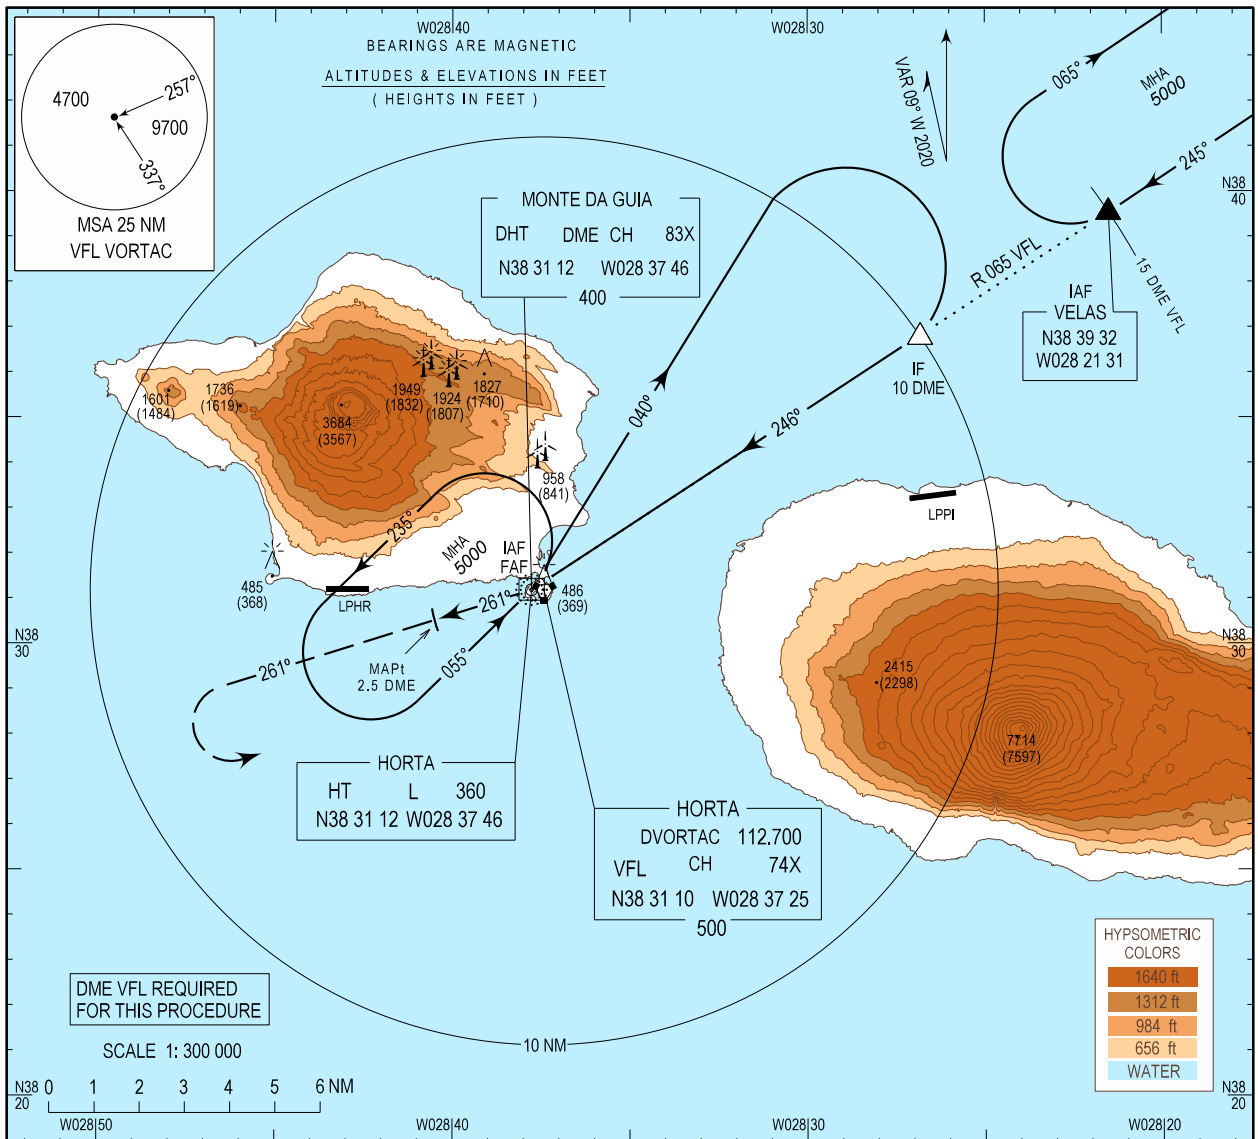 W028 40
W028 30
BEARINGS ARE MAGNETIC
ALTITUDES & ELEVATIONS IN FEET
( HEIGHTS IN FEET )
4700
257°
9700
337°
MSA 25 NM
VFL VORTAC
VAR 09° W 2020
065°
MHA
5000
245°
N38
40
N38
40
MONTE DA GUIA
DHT DME CH 83X
N38 31 12 W028 37 46
400
R 065 VFL
15 DME VFL
IAF
VELAS
N38 39 32
W028 21 31
IF
10 DME
1601
(1484)
1736
(1619)
3684
(3567)
1949
(1832)
1924
(1807)
1827
(1710)
040°
246°
958
(841)
235°
MHA
5000
IAF
FAF
LPPI
485
(368)
LPHR
261°
486
(369)
N38
30
N38
30
261°
MAPt
2.5 DME
055°
2415
(2298)
7714
(7597)
HORTA
HT L 360
N38 31 12 W028 37 46
HORTA
DVORTAC 112.700
VFL CH 74X
N38 31 10 W028 37 25
500
HYPSOMETRIC
COLORS
1640 ft
1312 ft
984 ft
656 ft
WATER
DME VFL REQUIRED
FOR THIS PROCEDURE
SCALE 1: 300 000
10 NM
0 1 2 3 4 5 6 NM
N38
20
N38
20
W028 50
W028 40
W028 30
W028 20